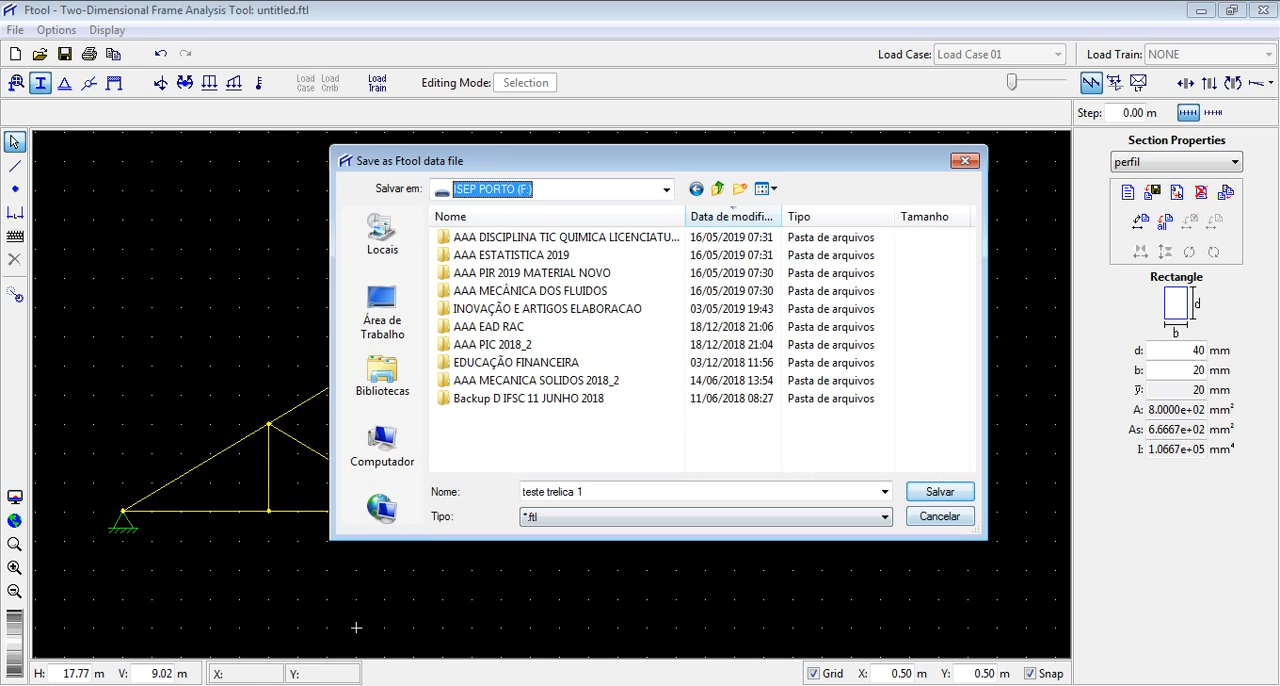 Ftool - Two-Dimensional Frame Analysis Tool: untitled.ftl
File Options Display
Load Case: Load Case 01 Load Train: NONE
Load Case Load Cmb Load Train Editing Mode: Selection
Step: 0.00 m
Save as Ftool data file
Section Properties
perfil
Salvar em: ISEP PORTO (F:)
Nome Data de modifi... Tipo Tamanho
AAA DISCIPLINA TIC QUIMICA LICENCIATU... 16/05/2019 07:31 Pasta de arquivos
AAA ESTATISTICA 2019 16/05/2019 07:31 Pasta de arquivos
AAA PIR 2019 MATERIAL NOVO 16/05/2019 07:30 Pasta de arquivos
AAA MECÂNICA DOS FLUIDOS 16/05/2019 07:30 Pasta de arquivos
INOVAÇÃO E ARTIGOS ELABORACAO 03/05/2019 19:43 Pasta de arquivos
AAA EAD RAC 18/12/2018 21:06 Pasta de arquivos
AAA PIC 2018_2 18/12/2018 21:04 Pasta de arquivos
EDUCAÇÃO FINANCEIRA 03/12/2018 11:56 Pasta de arquivos
AAA MECANICA SOLIDOS 2018_2 14/06/2018 13:54 Pasta de arquivos
Backup D IFSC 11 JUNHO 2018 11/06/2018 08:27 Pasta de arquivos
Locais
Área de Trabalho
Bibliotecas
Computador
Nome: teste trelica 1 Salvar
Tipo: *.ftl Cancelar
all
Rectangle
d
b
d: 40 mm
b: 20 mm
y̅: 20 mm
A: 8.0000e+02 mm²
As: 6.6667e+02 mm²
I: 1.0667e+05 mm⁴
H: 17.77 m V: 9.02 m X: Y: Grid X: 0.50 m Y: 0.50 m Snap